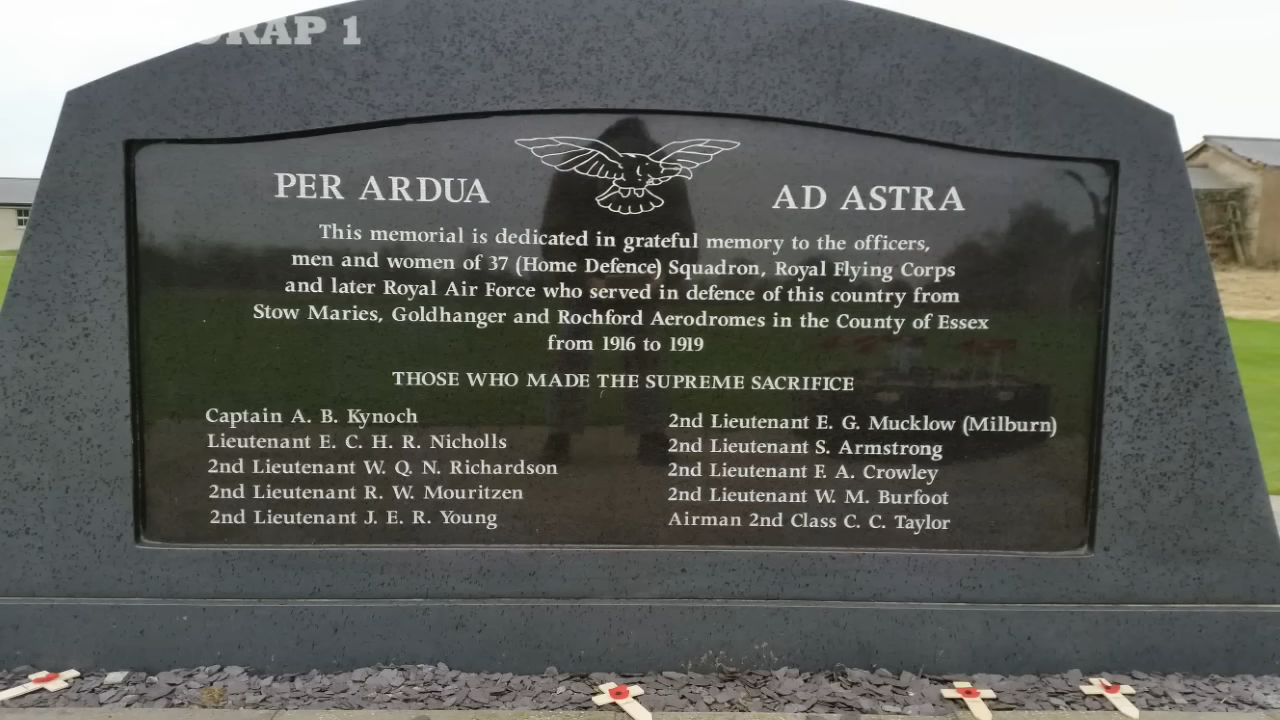 RAP 1
PER ARDUA AD ASTRA
This memorial is dedicated in grateful memory to the officers,
men and women of 37 (Home Defence) Squadron, Royal Flying Corps
and later Royal Air Force who served in defence of this country from
Stow Maries, Goldhanger and Rochford Aerodromes in the County of Essex
from 1916 to 1919
THOSE WHO MADE THE SUPREME SACRIFICE
Captain A. B. Kynoch
Lieutenant E. C. H. R. Nicholls
2nd Lieutenant W. Q. N. Richardson
2nd Lieutenant R. W. Mouritzen
2nd Lieutenant J. E. R. Young
2nd Lieutenant E. G. Mucklow (Milburn)
2nd Lieutenant S. Armstrong
2nd Lieutenant F. A. Crowley
2nd Lieutenant W. M. Burfoot
Airman 2nd Class C. C. Taylor